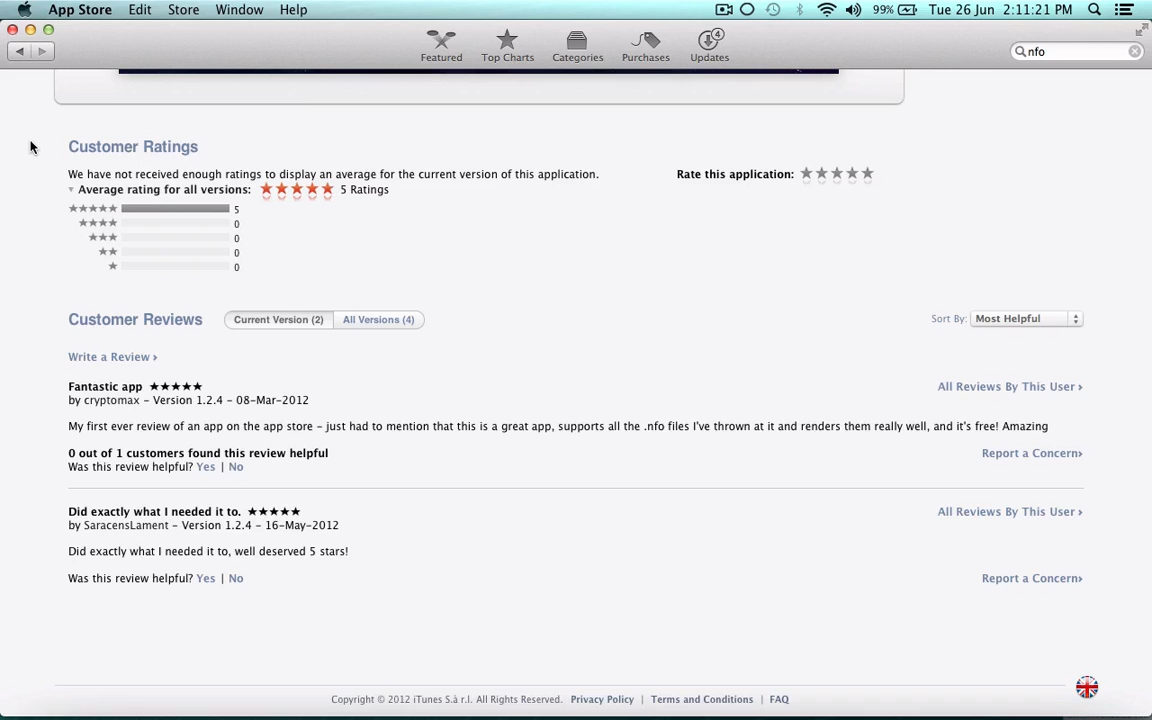 App Store Edit Store Window Help 99% Tue 26 Jun 2:11:21 PM
Featured Top Charts Categories Purchases 4 Updates nfo
Customer Ratings
We have not received enough ratings to display an average for the current version of this application. Rate this application: ★★★★★
Average rating for all versions: ★★★★★ 5 Ratings
★★★★★ 5
★★★★ 0
★★★ 0
★★ 0
★ 0
Customer Reviews Current Version (2) All Versions (4) Sort By: Most Helpful
Write a Review ›
Fantastic app ★★★★★ All Reviews By This User ›
by cryptomax – Version 1.2.4 – 08-Mar-2012
My first ever review of an app on the app store – just had to mention that this is a great app, supports all the .nfo files I've thrown at it and renders them really well, and it's free! Amazing
0 out of 1 customers found this review helpful Report a Concern›
Was this review helpful? Yes | No
Did exactly what I needed it to. ★★★★★ All Reviews By This User ›
by SaracensLament – Version 1.2.4 – 16-May-2012
Did exactly what I needed it to, well deserved 5 stars!
Was this review helpful? Yes | No Report a Concern›
Copyright © 2012 iTunes S.à r.l. All Rights Reserved. Privacy Policy | Terms and Conditions | FAQ